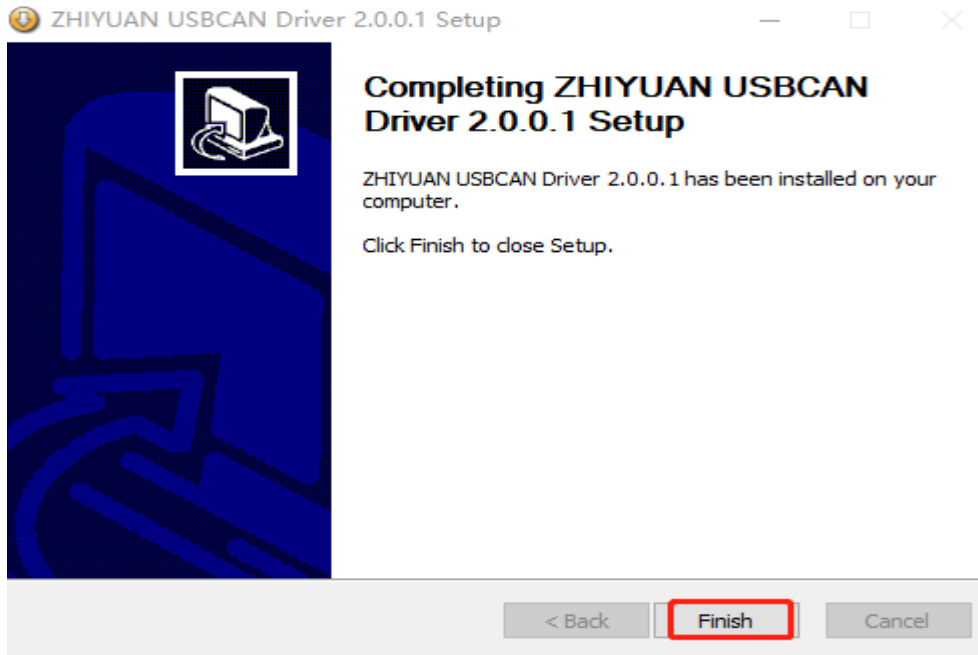 ZHIYUAN USBCAN Driver 2.0.0.1 Setup
Completing ZHIYUAN USBCAN
Driver 2.0.0.1 Setup
ZHIYUAN USBCAN Driver 2.0.0.1 has been installed on your
computer.
Click Finish to close Setup.
< Back
Finish
Cancel